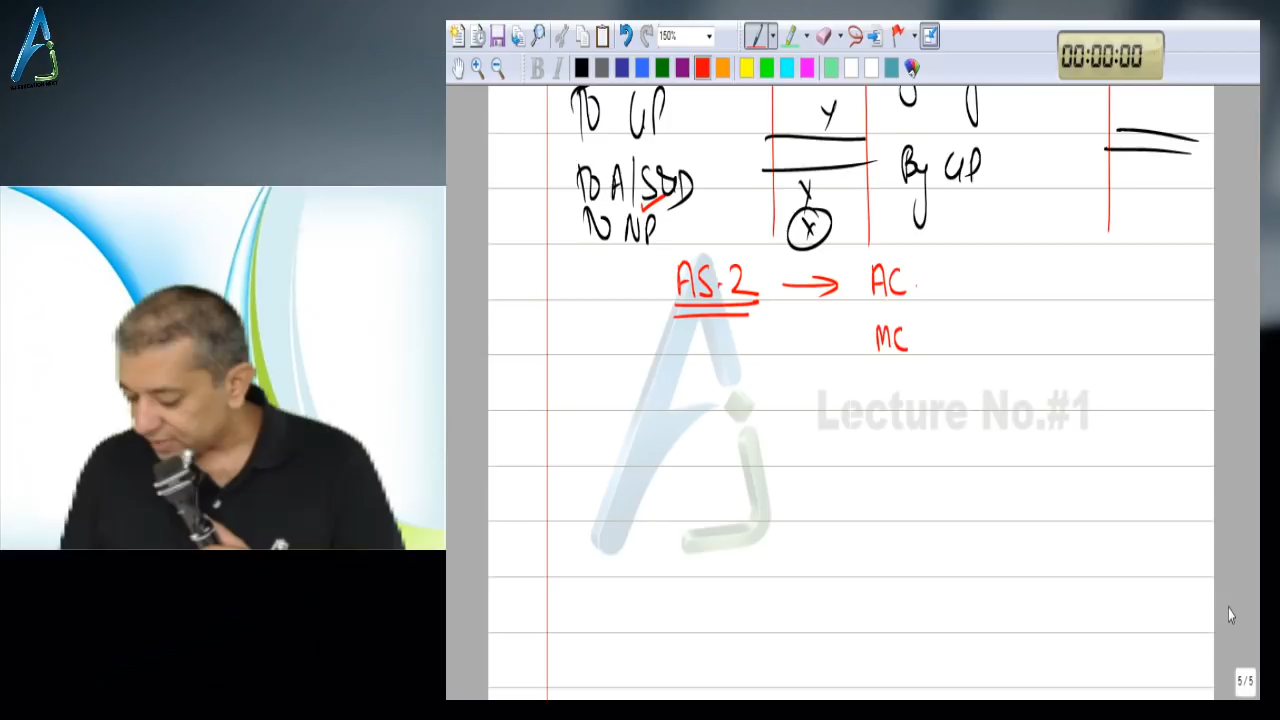 150%
00:00:00
To GP Y
By GP
To A/S&D Y
To NP X
AS.2 → AC.
MC
Lecture No.#1
5/5